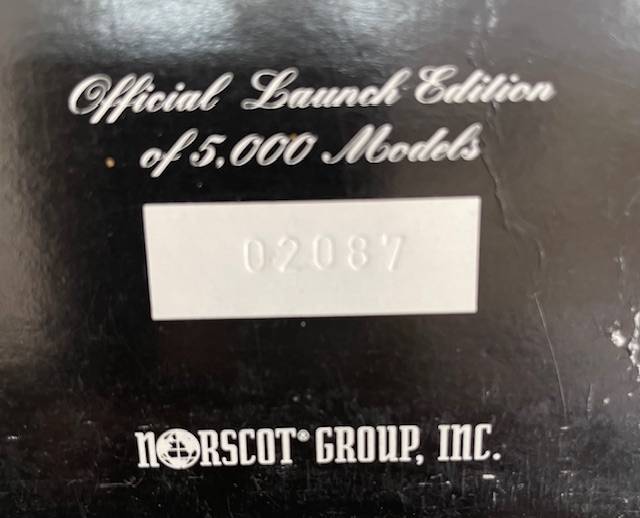 Official Launch Edition
of 5,000 Models
02087
NORSCOT® GROUP, INC.